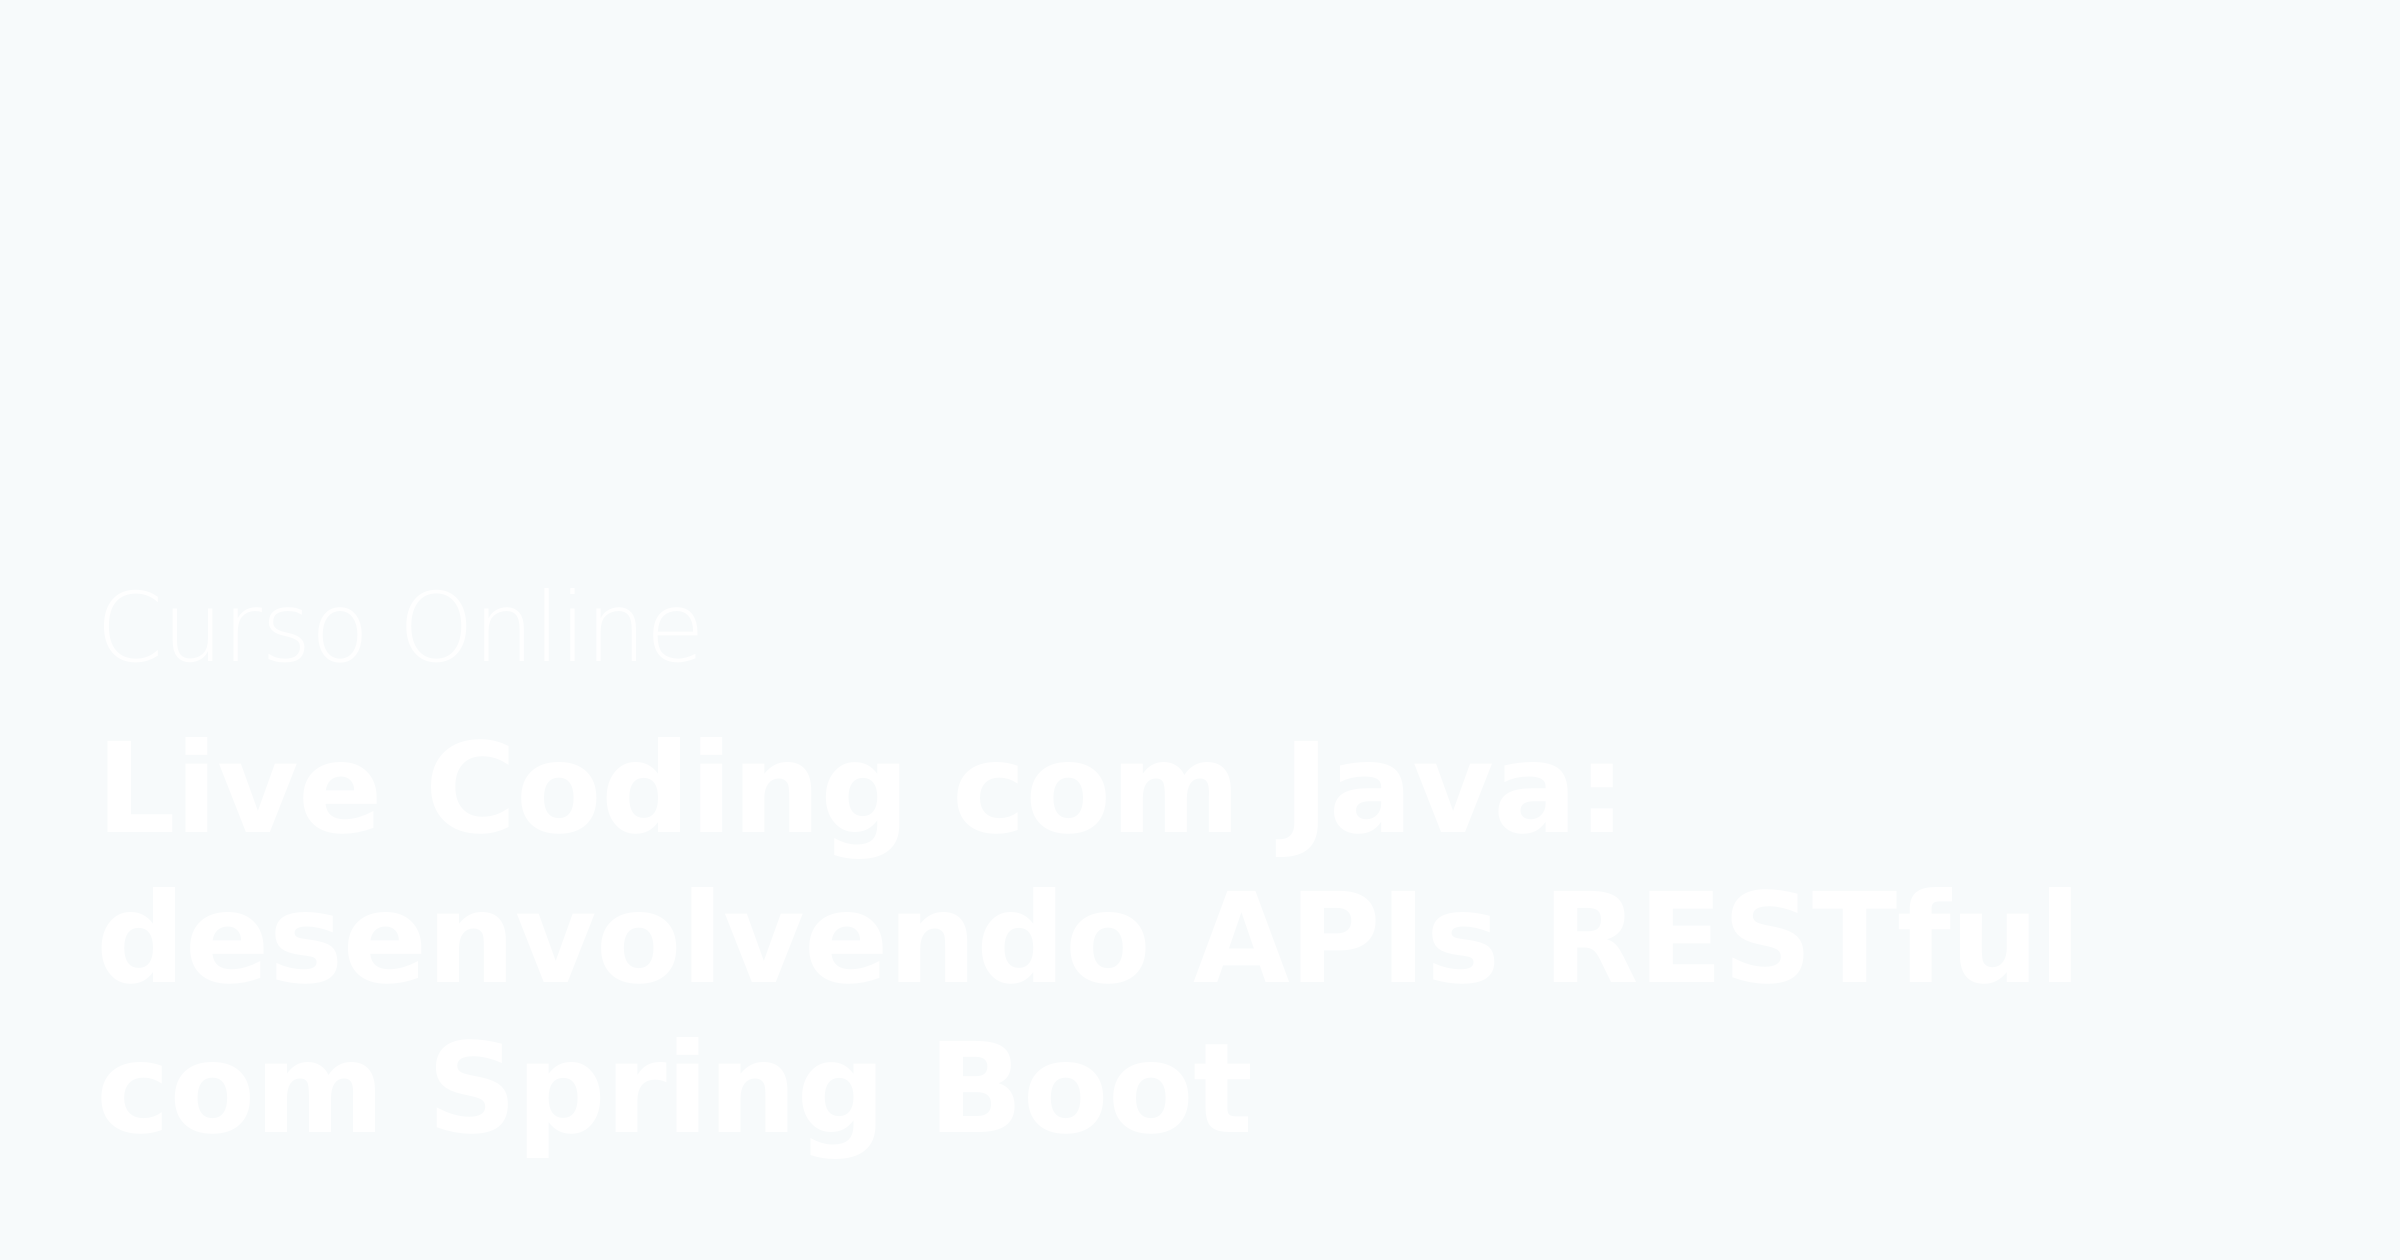 Curso Online
Live Coding com Java:
desenvolvendo APIs RESTful
com Spring Boot